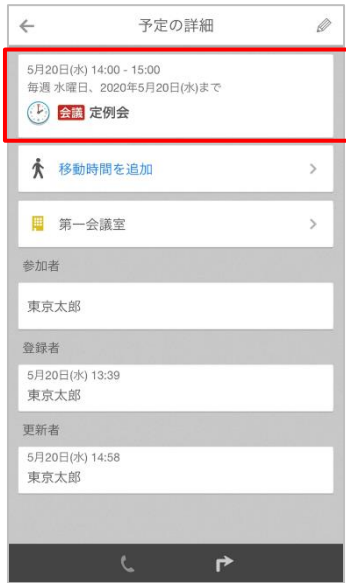 予定の詳細
5月20日(水) 14:00 - 15:00
毎週 水曜日、2020年5月20日(水)まで
会議 定例会
移動時間を追加
第一会議室
参加者
東京太郎
登録者
5月20日(水) 13:39
東京太郎
更新者
5月20日(水) 14:58
東京太郎